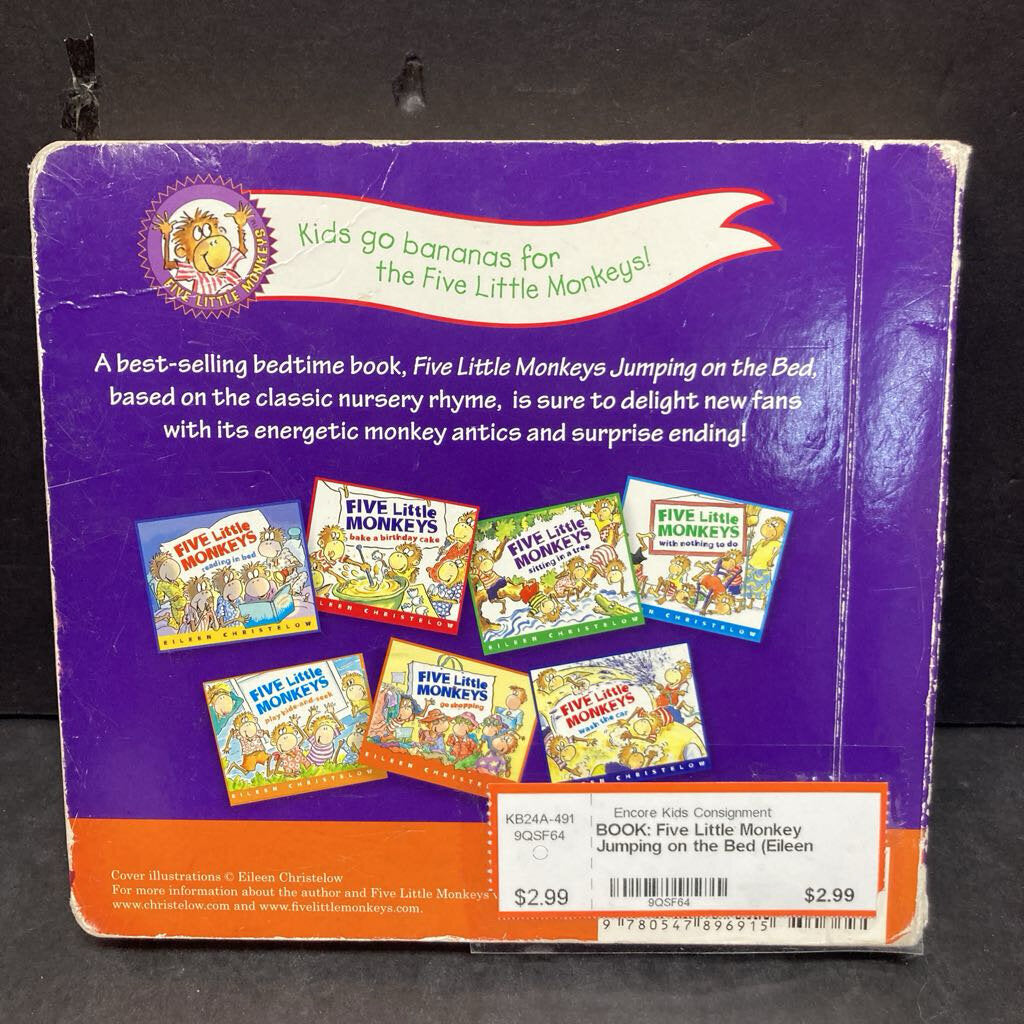 FIVE LITTLE MONKEYS
Kids go bananas for
the Five Little Monkeys!
A best-selling bedtime book, Five Little Monkeys Jumping on the Bed,
based on the classic nursery rhyme, is sure to delight new fans
with its energetic monkey antics and surprise ending!
FIVE Little
MONKEYS
reading in bed
EILEEN CHRISTELOW
FIVE Little
MONKEYS
bake a birthday cake
LEEN CHRISTELOW
FIVE Little
MONKEYS
sitting in a tree
EILEEN CHRISTELOW
FIVE Little
MONKEYS
with nothing to do
N CHRISTELOW
FIVE Little
MONKEYS
play hide-and-seek
EILEEN CHRISTELOW
FIVE Little
MONKEYS
go shopping
EILEEN CHRISTE
FIVE Little
MONKEYS
wash the car
N CHRISTELOW
Cover illustrations © Eileen Christelow
For more information about the author and Five Little Monkeys v
www.christelow.com and www.fivelittlemonkeys.com.
KB24A-491
9QSF64
$2.99
Encore Kids Consignment
BOOK: Five Little Monkey
Jumping on the Bed (Eileen
9QSF64
$2.99
9 780547 896915